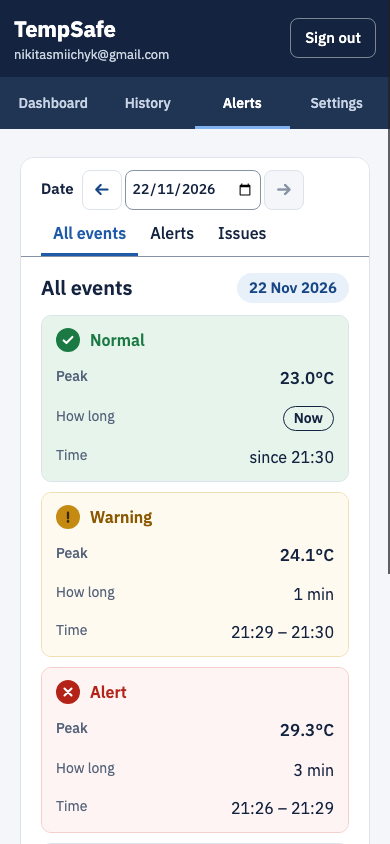 TempSafe
nikitasmiichyk@gmail.com
Sign out
Dashboard
History
Alerts
Settings
Date
22/11/2026
All events
Alerts
Issues
All events
22 Nov 2026
Normal
Peak
23.0°C
How long
Now
Time
since 21:30
Warning
Peak
24.1°C
How long
1 min
Time
21:29 – 21:30
Alert
Peak
29.3°C
How long
3 min
Time
21:26 – 21:29